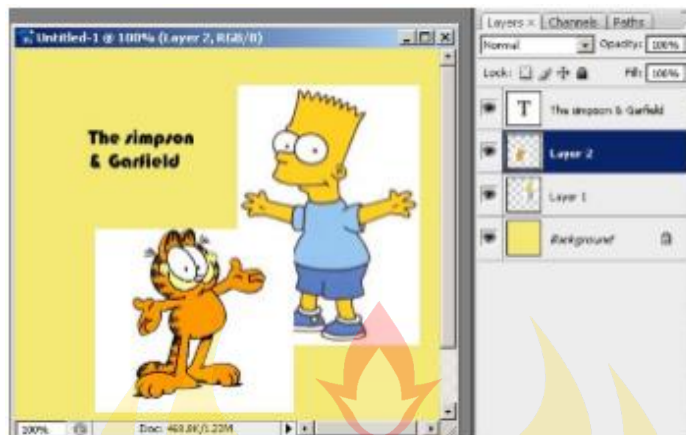 Untitled-1 @ 100% (Layer 2, RGB/8)
The simpson
& Garfield
100%
Doc: 468.8K/1.22M
Layers × Channels Paths
Normal
Opacity: 100%
Lock:
Fill: 100%
T The simpson & Garfield
Layer 2
Layer 1
Background